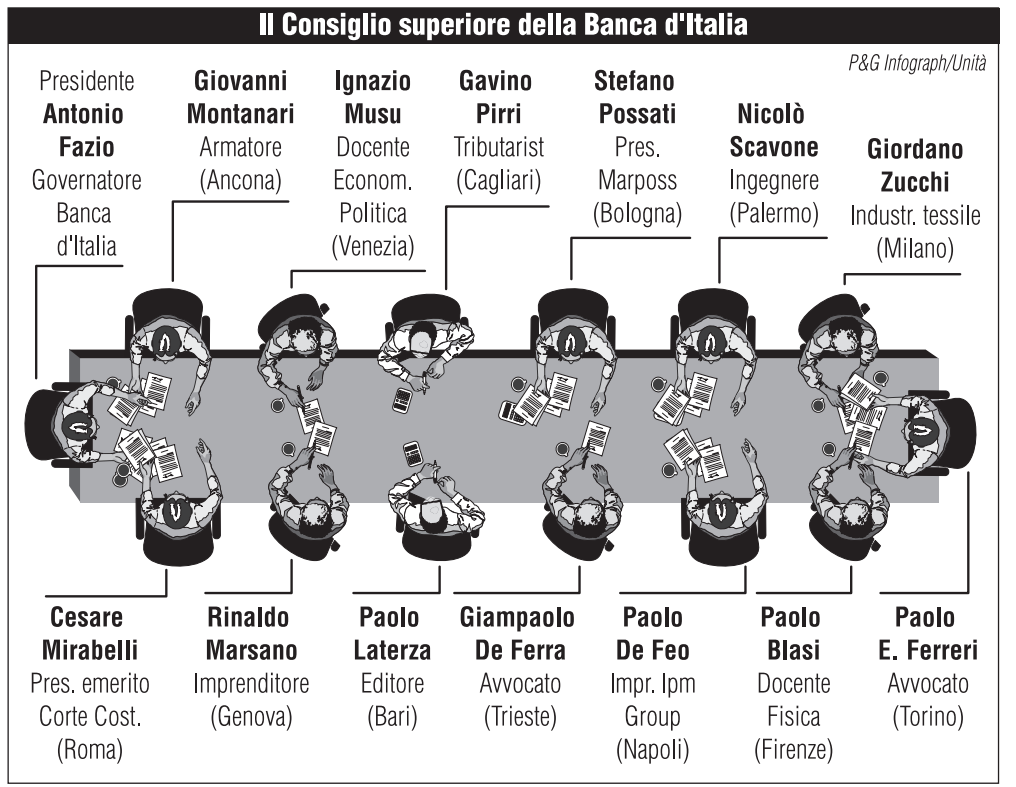 Il Consiglio superiore della Banca d'Italia
P&G Infograph/Unità
Presidente
Antonio
Fazio
Governatore
Banca
d'Italia
Giovanni
Montanari
Armatore
(Ancona)
Ignazio
Musu
Docente
Econom.
Politica
(Venezia)
Gavino
Pirri
Tributarist
(Cagliari)
Stefano
Possati
Pres.
Marposs
(Bologna)
Nicolò
Scavone
Ingegnere
(Palermo)
Giordano
Zucchi
Industr. tessile
(Milano)
Cesare
Mirabelli
Pres. emerito
Corte Cost.
(Roma)
Rinaldo
Marsano
Imprenditore
(Genova)
Paolo
Laterza
Editore
(Bari)
Giampaolo
De Ferra
Avvocato
(Trieste)
Paolo
De Feo
Impr. Ipm
Group
(Napoli)
Paolo
Blasi
Docente
Fisica
(Firenze)
Paolo
E. Ferreri
Avvocato
(Torino)